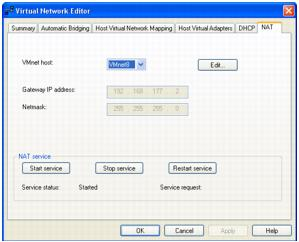 Virtual Network Editor
Summary Automatic Bridging Host Virtual Network Mapping Host Virtual Adapters DHCP NAT
VMnet host: VMnet8 Edit...
Gateway IP address: 192 168 177 2
Netmask: 255 255 255 0
NAT service
Start service Stop service Restart service
Service status: Started Service request:
OK Cancel Apply Help